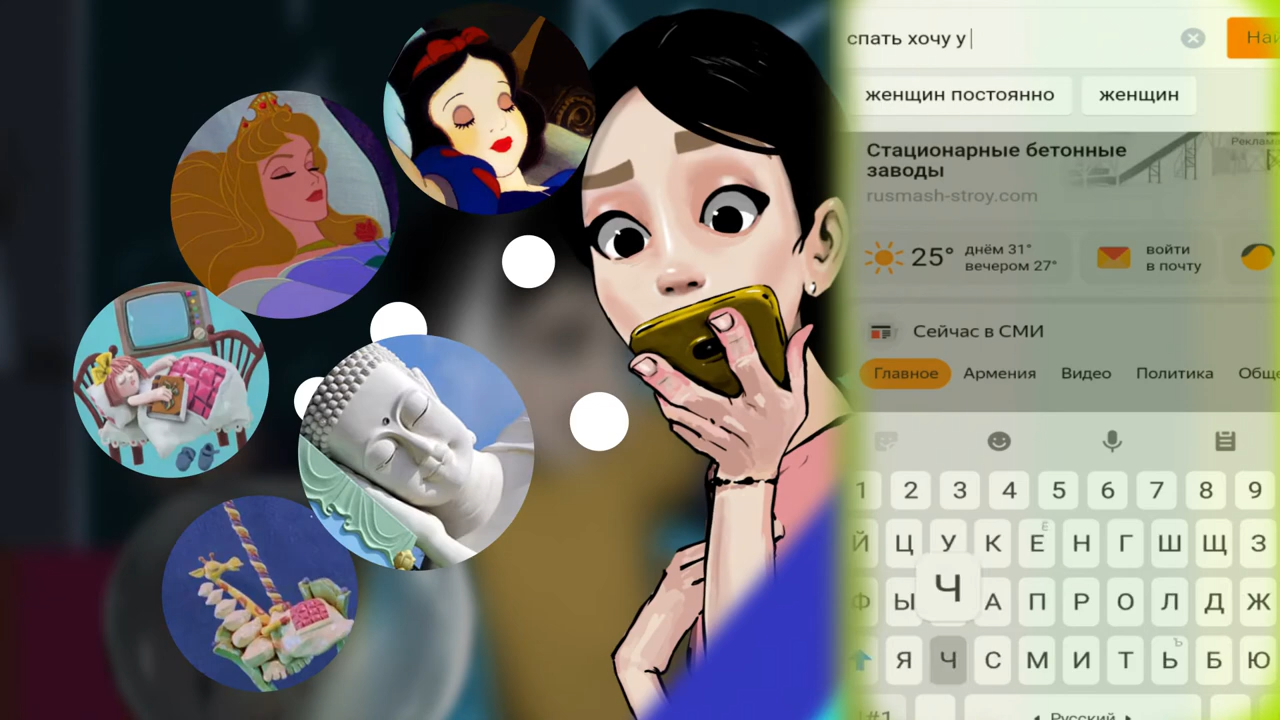 спать хочу у
Най
женщин постоянно женщин
Реклама
Стационарные бетонные
заводы
rusmash-stroy.com
25° днём 31° войти
вечером 27° в почту
Сейчас в СМИ
Главное Армения Видео Политика Обще
1 2 3 4 5 6 7 8 9
Й Ц У К Е Ё Н Г Ш Щ З
Ф Ы Ч А П Р О Л Д Ж
Я Ч С М И Т Ь Ъ Б Ю
!#1 Русский